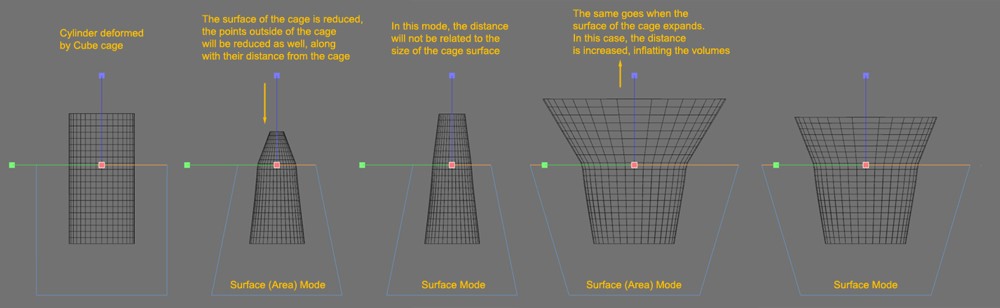 Cylinder deformed
by Cube cage
The surface of the cage is reduced,
the points outside of the cage
will be reduced as well, along
with their distance from the cage
In this mode, the distance
will not be related to the
size of the cage surface
The same goes when the
surface of the cage expands.
In this case, the distance
is increased, inflatting the volumes
Surface (Area) Mode
Surface Mode
Surface (Area) Mode
Surface Mode